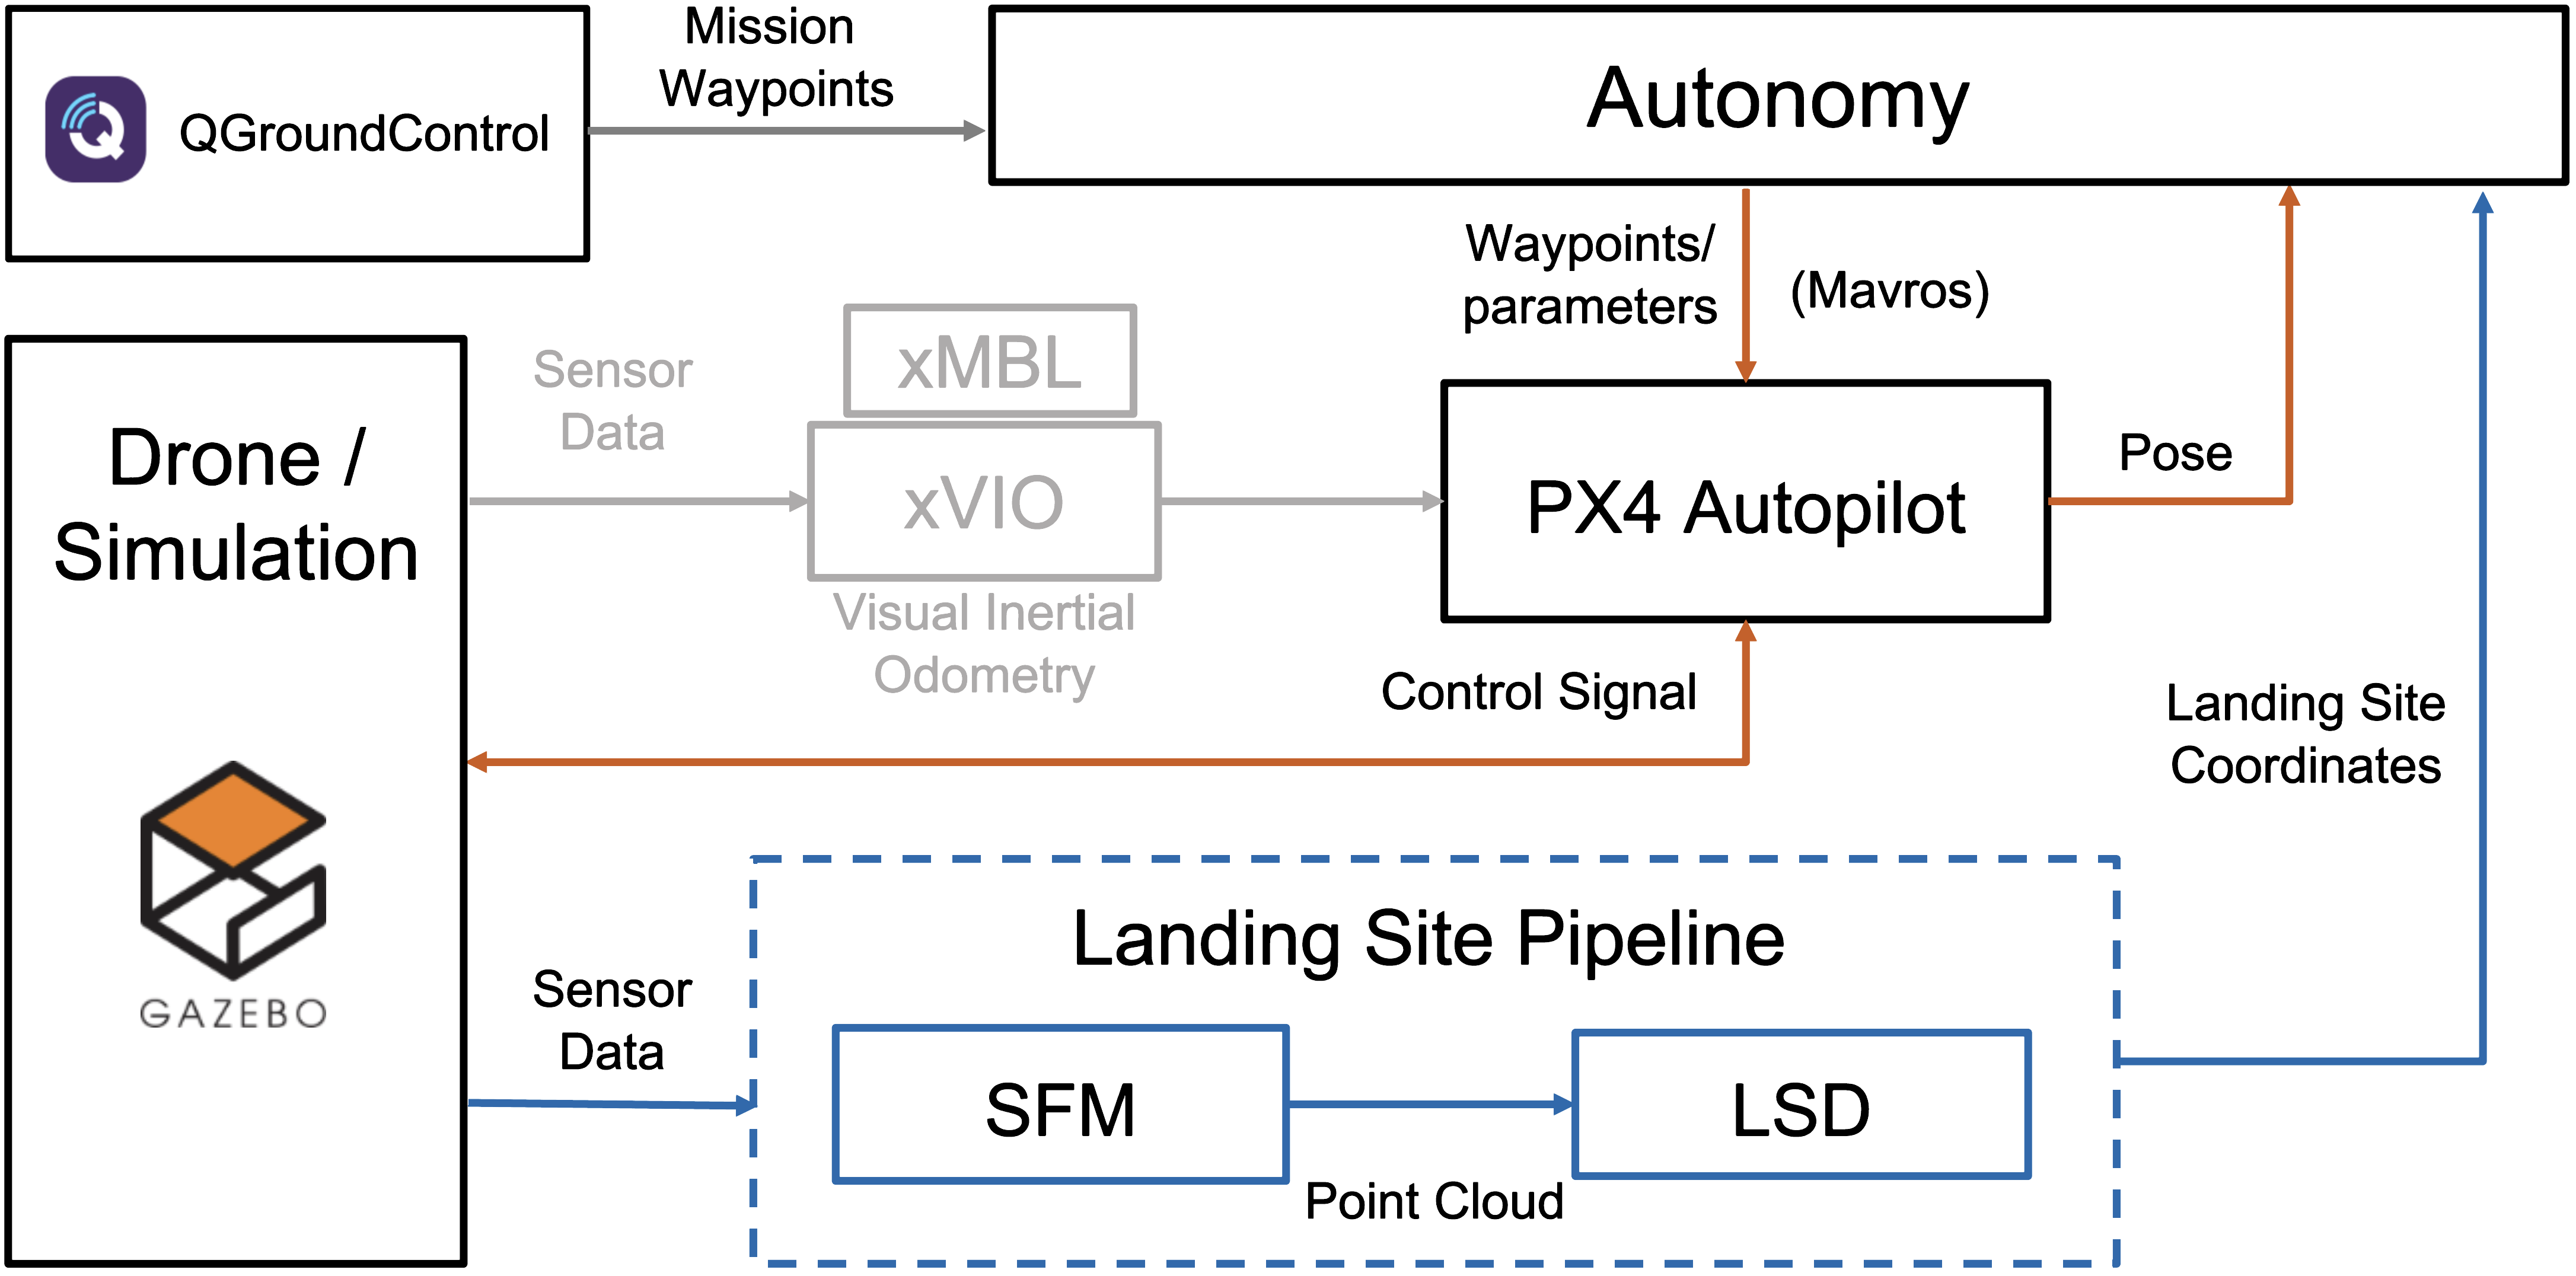 Mission
Waypoints
QGroundControl
Autonomy
Waypoints/
parameters
(Mavros)
Sensor
Data
xMBL
xVIO
Visual Inertial
Odometry
Drone /
Simulation
PX4 Autopilot
Pose
Control Signal
Landing Site
Coordinates
GAZEBO
Sensor
Data
Landing Site Pipeline
SFM
LSD
Point Cloud